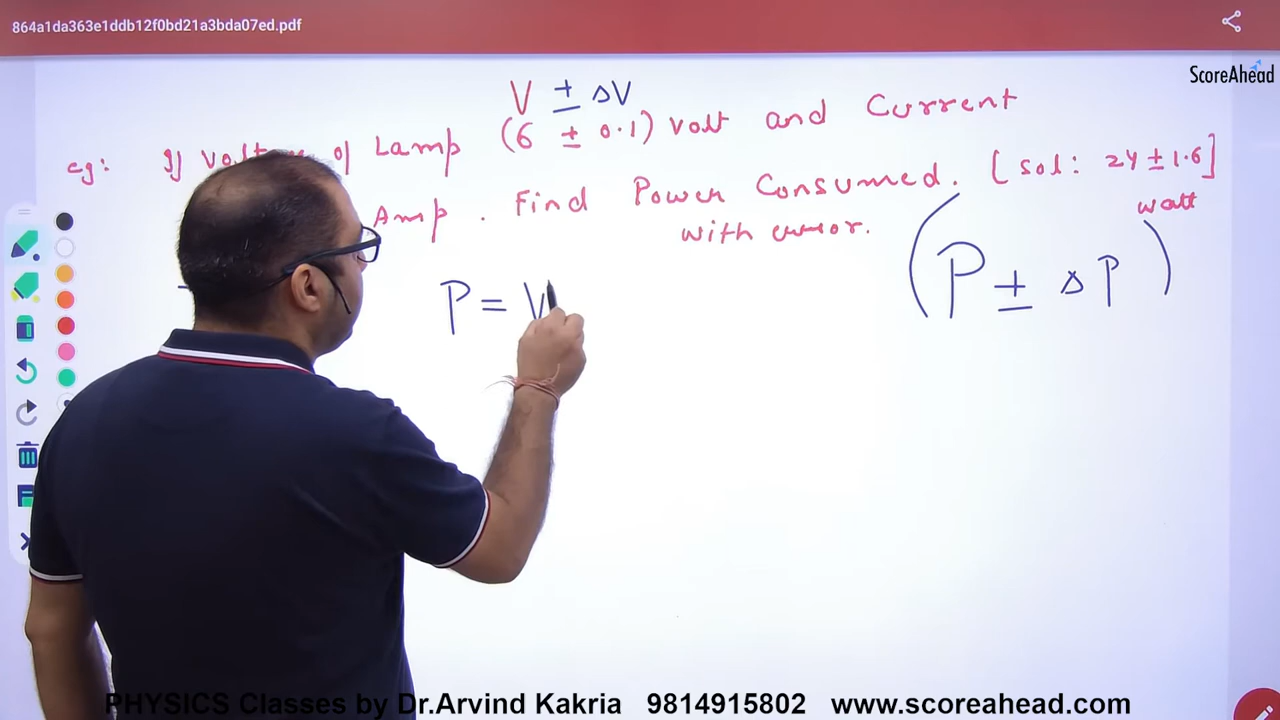 864a1da363e1ddb12f0bd21a3bda07ed.pdf
ScoreAhead
V ± ΔV
eg: If of Lamp (6 ± 0.1) volt and Current
Amp. Find Power Consumed. [sol: 24 ± 1.6]
with error. watt
P = V
(P ± ΔP)
PHYSICS Classes by Dr.Arvind Kakria 9814915802 www.scoreahead.com